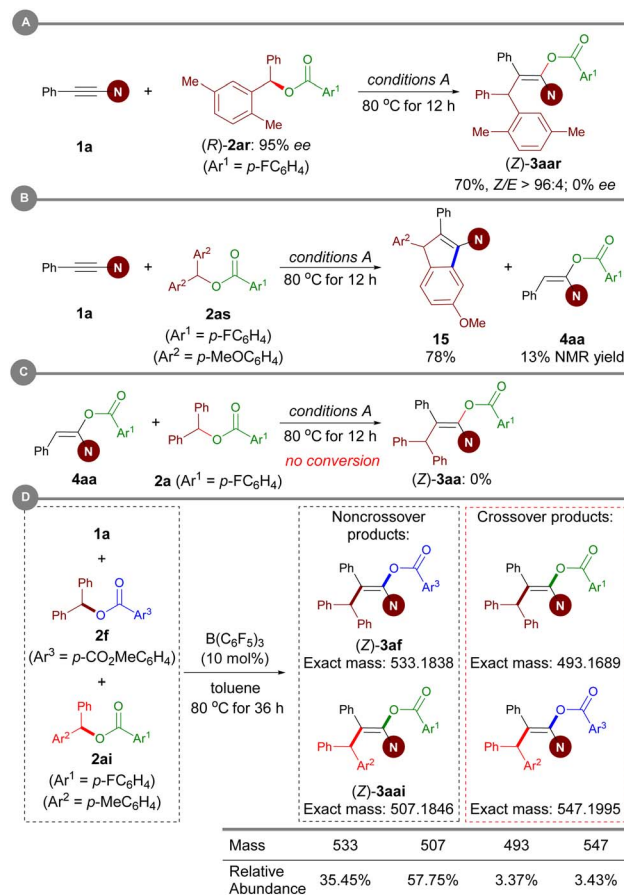 A
Ph
N
+
Me
Ph
O
O
Ar1
Me
conditions A
80 °C for 12 h
Ph
O
O
Ar1
Ph
N
Me
Me
1a
(R)-2ar: 95% ee
(Ar1 = p-FC6H4)
(Z)-3aar
70%, Z/E > 96:4; 0% ee
B
Ph
N
+
Ar2
Ar2
O
O
Ar1
conditions A
80 °C for 12 h
Ph
Ar2
N
OMe
+
O
O
Ar1
Ph
N
1a
2as
(Ar1 = p-FC6H4)
(Ar2 = p-MeOC6H4)
15
78%
4aa
13% NMR yield
C
O
O
Ar1
Ph
N
+
Ph
Ph
O
O
Ar1
conditions A
80 °C for 12 h
no conversion
Ph
O
O
Ar1
Ph
N
Ph
4aa
2a (Ar1 = p-FC6H4)
(Z)-3aa: 0%
D
1a
+
Ph
Ph
O
O
Ar3
2f
(Ar3 = p-CO2MeC6H4)
+
Ph
Ar2
O
O
Ar1
2ai
(Ar1 = p-FC6H4)
(Ar2 = p-MeC6H4)
B(C6F5)3
(10 mol%)
toluene
80 °C for 36 h
Noncrossover
products:
Ph
O
O
Ar3
Ph
N
Ph
(Z)-3af
Exact mass: 533.1838
Ph
O
O
Ar1
Ph
N
Ar2
(Z)-3aai
Exact mass: 507.1846
Crossover products:
Ph
O
O
Ar1
Ph
N
Ph
Exact mass: 493.1689
Ph
O
O
Ar3
Ph
N
Ar2
Exact mass: 547.1995
Mass 533 507 493 547
Relative
Abundance 35.45% 57.75% 3.37% 3.43%